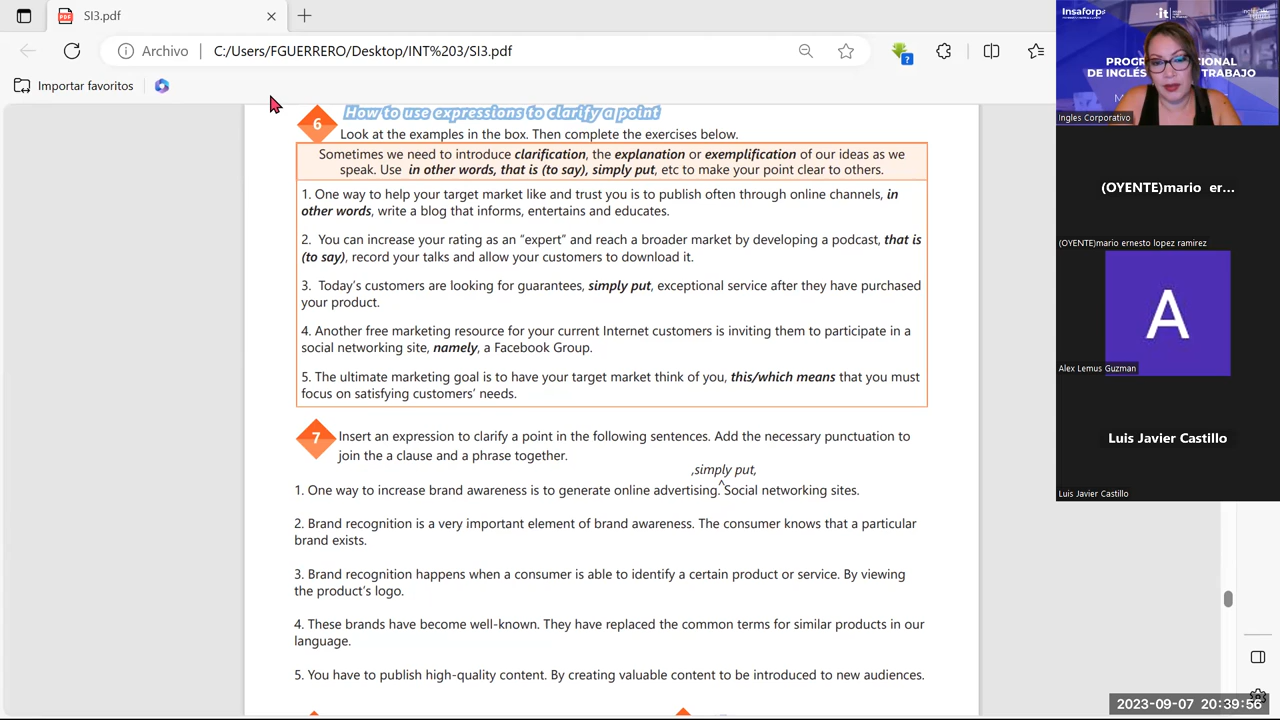 SI3.pdf
Archivo
C:/Users/FGUERRERO/Desktop/INT%203/SI3.pdf
Importar favoritos
6
How to use expressions to clarify a point
Look at the examples in the box. Then complete the exercises below.
Sometimes we need to introduce clarification, the explanation or exemplification of our ideas as we
speak. Use in other words, that is (to say), simply put, etc to make your point clear to others.
1. One way to help your target market like and trust you is to publish often through online channels, in
other words, write a blog that informs, entertains and educates.
2. You can increase your rating as an “expert” and reach a broader market by developing a podcast, that is
(to say), record your talks and allow your customers to download it.
3. Today’s customers are looking for guarantees, simply put, exceptional service after they have purchased
your product.
4. Another free marketing resource for your current Internet customers is inviting them to participate in a
social networking site, namely, a Facebook Group.
5. The ultimate marketing goal is to have your target market think of you, this/which means that you must
focus on satisfying customers’ needs.
7
Insert an expression to clarify a point in the following sentences. Add the necessary punctuation to
join the a clause and a phrase together.
,simply put,
1. One way to increase brand awareness is to generate online advertising.^Social networking sites.
2. Brand recognition is a very important element of brand awareness. The consumer knows that a particular
brand exists.
3. Brand recognition happens when a consumer is able to identify a certain product or service. By viewing
the product’s logo.
4. These brands have become well-known. They have replaced the common terms for similar products in our
language.
5. You have to publish high-quality content. By creating valuable content to be introduced to new audiences.
Insaforp
Ingles Corporativo
(OYENTE)mario er...
(OYENTE)mario ernesto lopez ramirez
A
Alex Lemus Guzman
Luis Javier Castillo
Luis Javier Castillo
2023-09-07 20:39:56